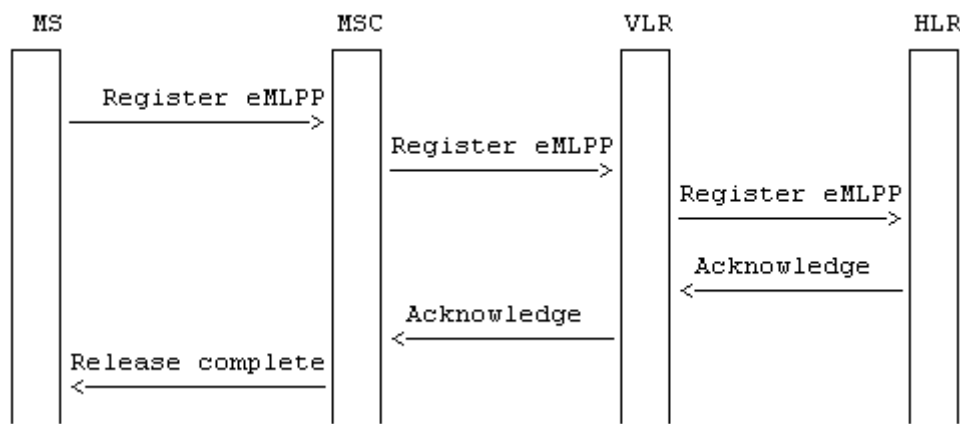 MS MSC VLR HLR
Register eMLPP
Register eMLPP
Register eMLPP
Acknowledge
Acknowledge
Release complete